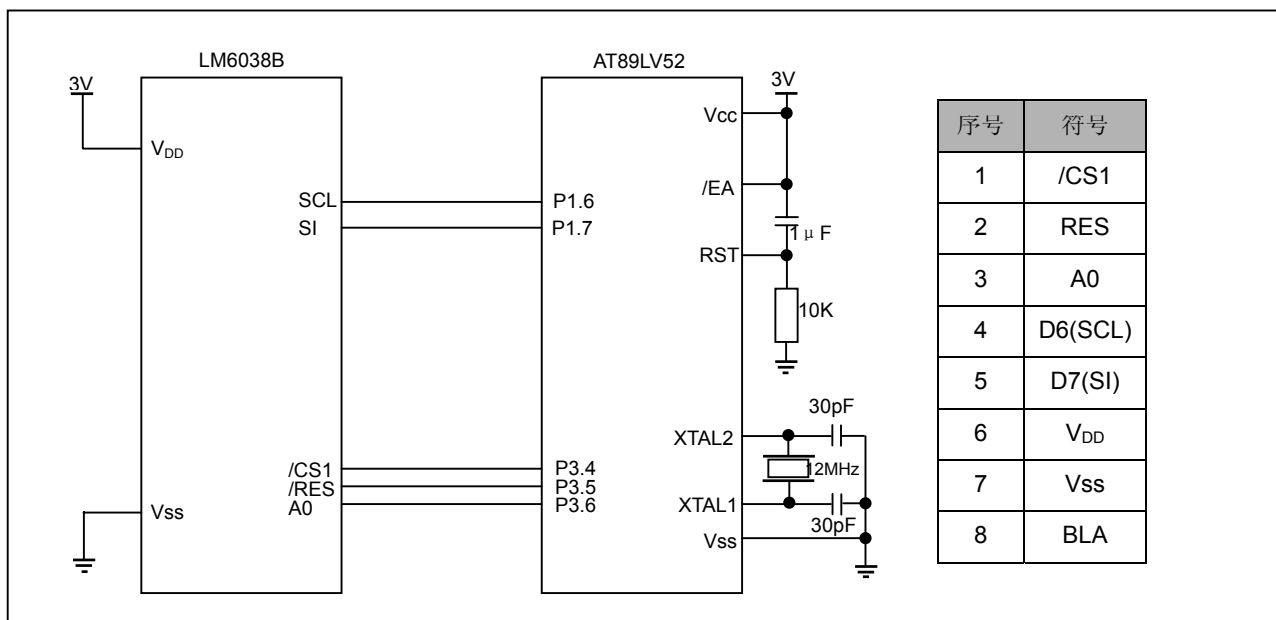 LM6038B
3V
VDD
SCL
SI
/CS1
/RES
A0
Vss
AT89LV52
3V
Vcc
/EA
P1.6
P1.7
1μF
RST
10K
30pF
XTAL2
12MHz
P3.4
P3.5
P3.6
XTAL1
30pF
Vss
序号 符号
1 /CS1
2 RES
3 A0
4 D6(SCL)
5 D7(SI)
6 VDD
7 Vss
8 BLA